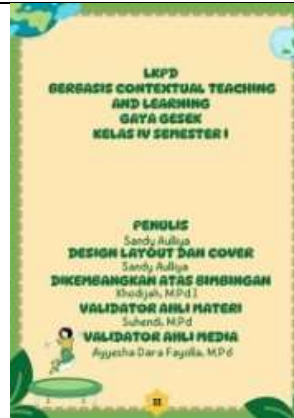 LKPD
BERBASIS CONTEXTUAL TEACHING
AND LEARNING
GAYA GESEK
KELAS IV SEMESTER I
PENULIS
Sandy Aulliya
DESIGN LAYOUT DAN COVER
Sandy Aulliya
DIKEMBANGKAN ATAS BIMBINGAN
Khodijah, M.Pd.I
VALIDATOR AHLI MATERI
Suhendi, M.Pd
VALIDATOR AHLI MEDIA
Ayyesha Dara Fayolla, M.Pd
II